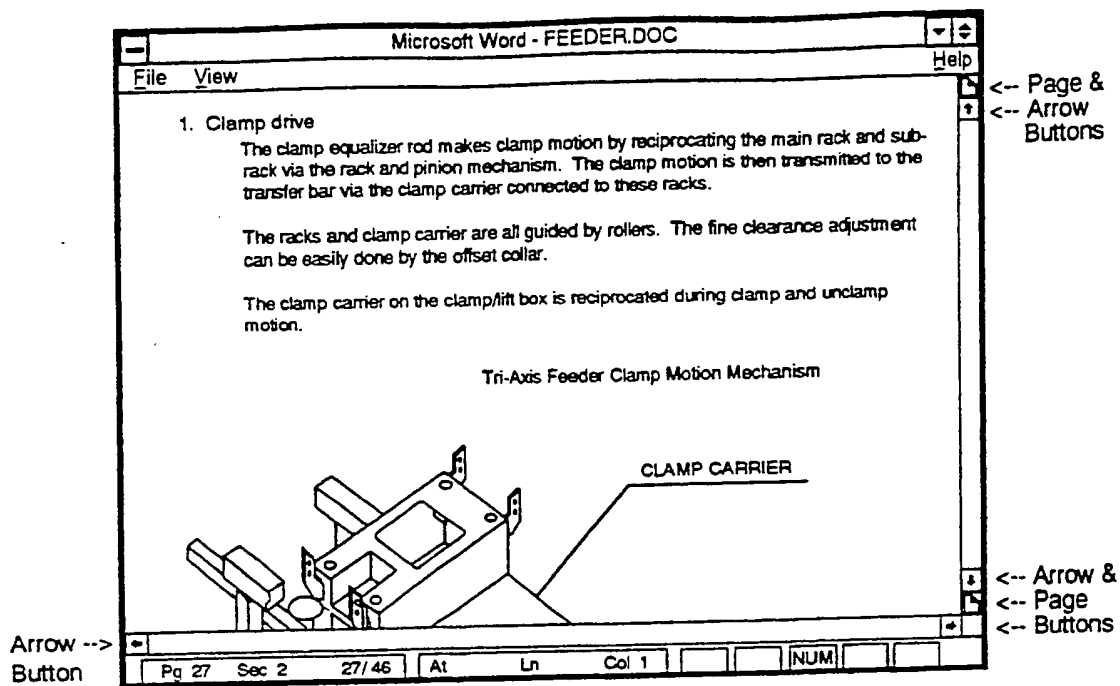 Microsoft Word - FEEDER.DOC
File View Help
<-- Page &
<-- Arrow
Buttons
1. Clamp drive
The clamp equalizer rod makes clamp motion by reciprocating the main rack and sub-
rack via the rack and pinion mechanism. The clamp motion is then transmitted to the
transfer bar via the clamp carrier connected to these racks.
The racks and clamp carrier are all guided by rollers. The fine clearance adjustment
can be easily done by the offset collar.
The clamp carrier on the clamp/lift box is reciprocated during clamp and unclamp
motion.
Tri-Axis Feeder Clamp Motion Mechanism
CLAMP CARRIER
<-- Arrow &
<-- Page
<-- Buttons
Arrow -->
Button
Pg 27 Sec 2 27/46 At Ln Col 1 NUM